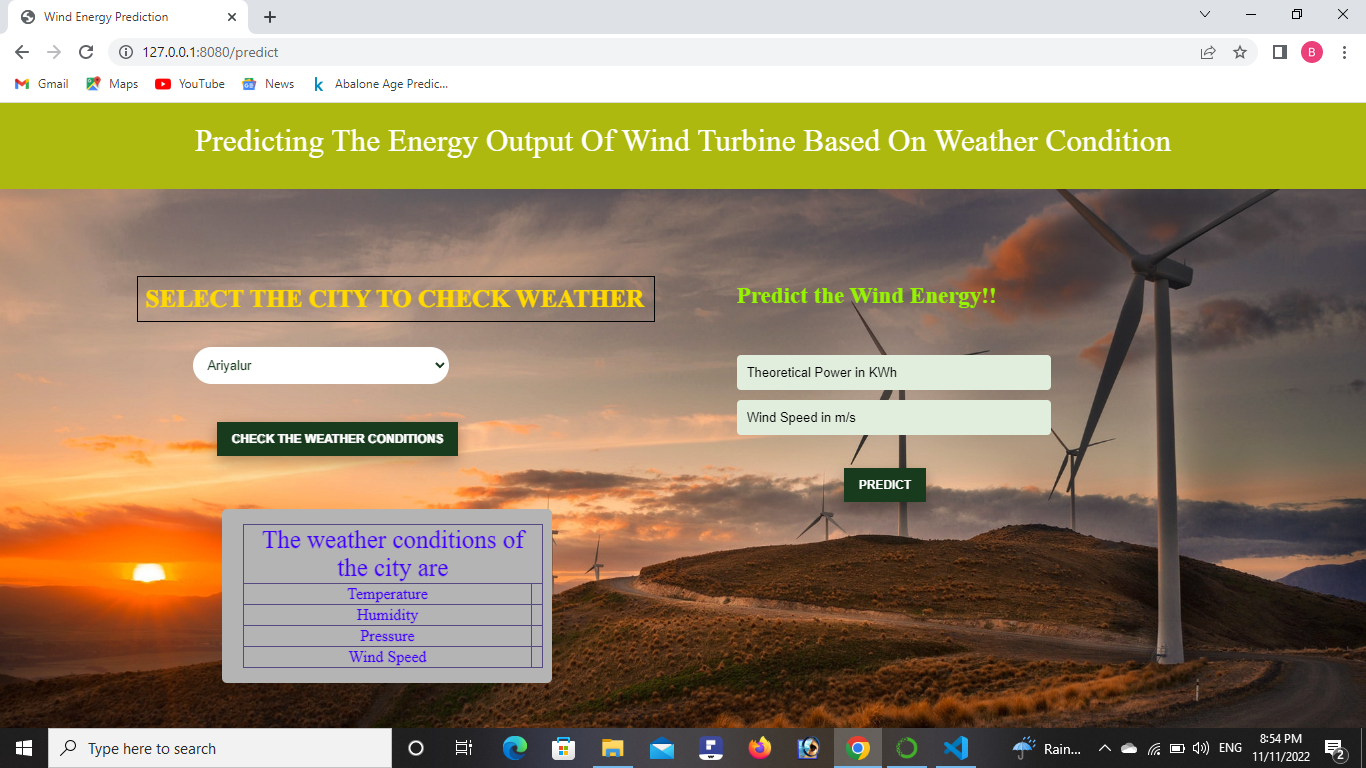 Wind Energy Prediction
127.0.0.1:8080/predict
B
Gmail
Maps
YouTube
News
Abalone Age Predic...
Predicting The Energy Output Of Wind Turbine Based On Weather Condition
SELECT THE CITY TO CHECK WEATHER
Ariyalur
CHECK THE WEATHER CONDITIONS
The weather conditions of
the city are
Temperature
Humidity
Pressure
Wind Speed
Predict the Wind Energy!!
Theoretical Power in KWh
Wind Speed in m/s
PREDICT
Type here to search
Rain...
ENG
8:54 PM
11/11/2022
2